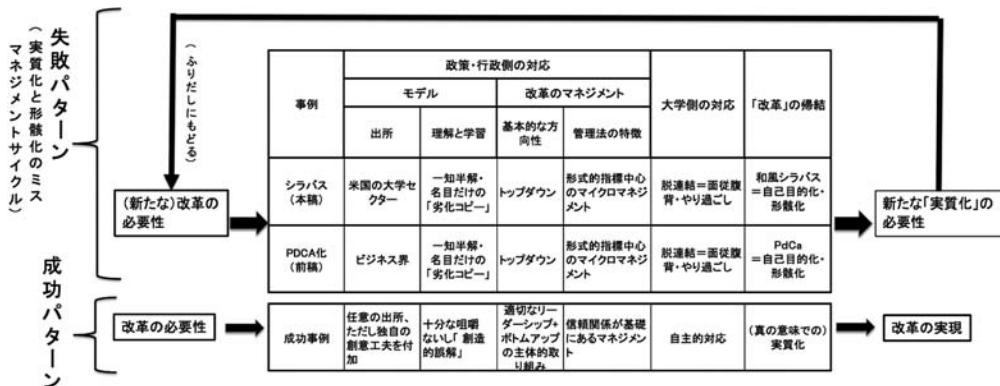 失敗パターン
(実質化と形骸化のミス
マネジメントサイクル)
(ふりだしにもどる)
(新たな)改革の
必要性
事例
政策・行政側の対応
モデル
改革のマネジメント
出所
理解と学習
基本的な方
向性
管理法の特徴
大学側の対応
「改革」の帰結
シラバス
(本稿)
米国の大学セ
クター
一知半解・
名目だけの
「劣化コピー」
トップダウン
形式的指標中心
のマイクロマネジ
メント
脱連結=面従腹
背・やり過ごし
和風シラバス
=自己目的化・
形骸化
PDCA化
(前稿)
ビジネス界
一知半解・
名目だけの
「劣化コピー」
トップダウン
形式的指標中心
のマイクロマネジ
メント
脱連結=面従腹
背・やり過ごし
PdCa
=自己目的化・
形骸化
新たな「実質化」の
必要性
成功パターン
改革の必要性
成功事例
任意の出所、
ただし独自の
創意工夫を付
加
十分な咀嚼
ないし「創造
的誤解」
適切なリ
ーダーシップ+
ボトムアップ
の主体的取
り組み
信頼関係が基礎
にあるマネジメント
自主的対応
(真の意味での)
実質化
改革の実現